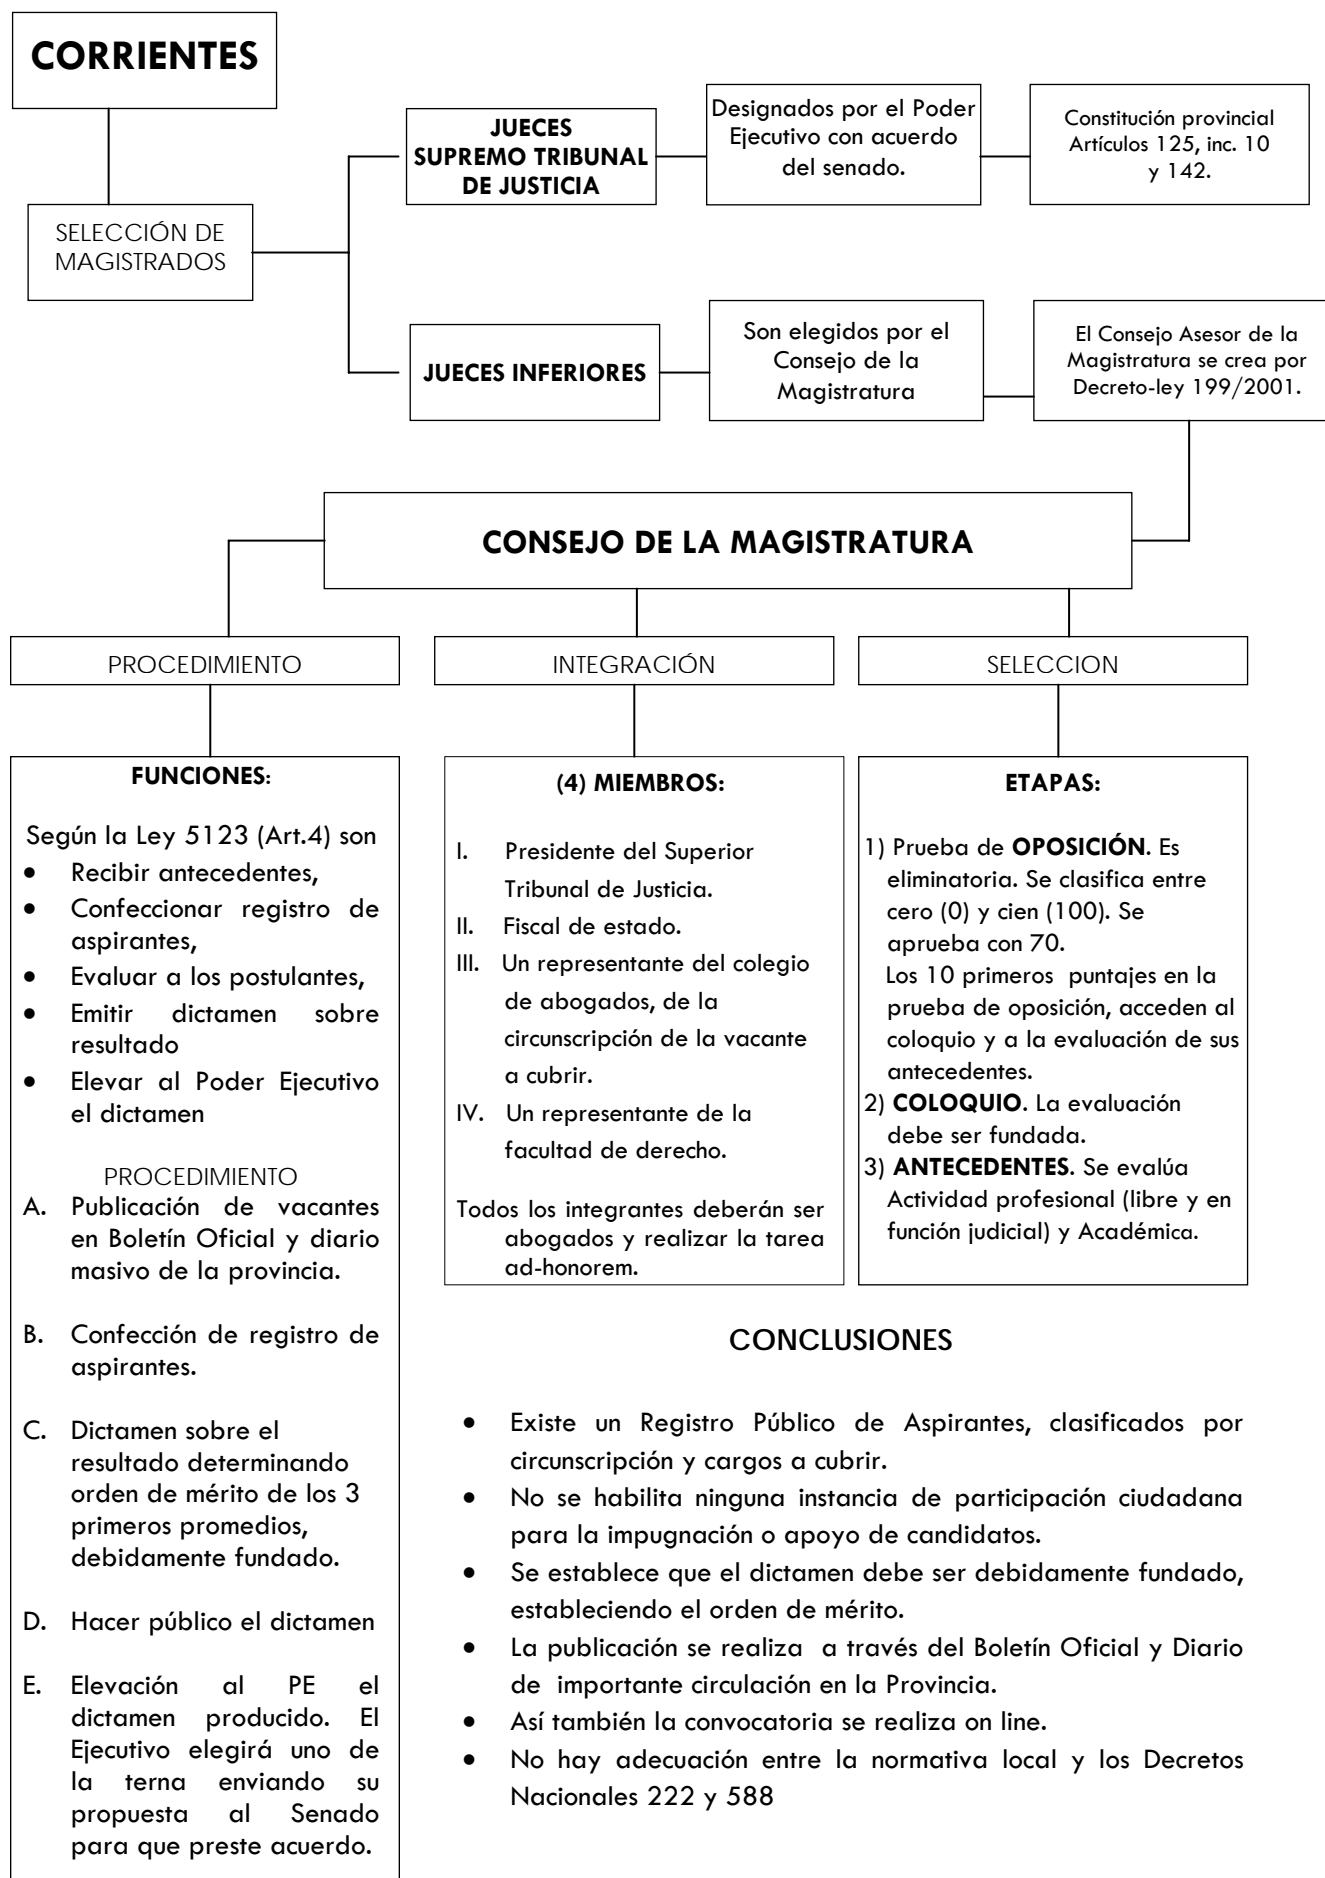 CORRIENTES
SELECCIÓN DE
MAGISTRADOS
JUECES
SUPREMO TRIBUNAL
DE JUSTICIA
Designados por el Poder
Ejecutivo con acuerdo
del senado.
Constitución provincial
Artículos 125, inc. 10
y 142.
JUECES INFERIORES
Son elegidos por el
Consejo de la
Magistratura
El Consejo Asesor de la
Magistratura se crea por
Decreto-ley 199/2001.
CONSEJO DE LA MAGISTRATURA
PROCEDIMIENTO
FUNCIONES:
Según la Ley 5123 (Art.4) son
• Recibir antecedentes,
• Confeccionar registro de
aspirantes,
• Evaluar a los postulantes,
• Emitir dictamen sobre
resultado
• Elevar al Poder Ejecutivo
el dictamen
PROCEDIMIENTO
A. Publicación de vacantes
en Boletín Oficial y diario
masivo de la provincia.
B. Confección de registro de
aspirantes.
C. Dictamen sobre el
resultado determinando
orden de mérito de los 3
primeros promedios,
debidamente fundado.
D. Hacer público el dictamen
E. Elevación al PE el
dictamen producido. El
Ejecutivo elegirá uno de
la terna enviando su
propuesta al Senado
para que preste acuerdo.
INTEGRACIÓN
(4) MIEMBROS:
I. Presidente del Superior
Tribunal de Justicia.
II. Fiscal de estado.
III. Un representante del colegio
de abogados, de la
circunscripción de la vacante
a cubrir.
IV. Un representante de la
facultad de derecho.
Todos los integrantes deberán ser
abogados y realizar la tarea
ad-honorem.
SELECCION
ETAPAS:
1) Prueba de OPOSICIÓN. Es
eliminatoria. Se clasifica entre
cero (0) y cien (100). Se
aprueba con 70.
Los 10 primeros puntajes en la
prueba de oposición, acceden al
coloquio y a la evaluación de sus
antecedentes.
2) COLOQUIO. La evaluación
debe ser fundada.
3) ANTECEDENTES. Se evalúa
Actividad profesional (libre y en
función judicial) y Académica.
CONCLUSIONES
• Existe un Registro Público de Aspirantes, clasificados por
circunscripción y cargos a cubrir.
• No se habilita ninguna instancia de participación ciudadana
para la impugnación o apoyo de candidatos.
• Se establece que el dictamen debe ser debidamente fundado,
estableciendo el orden de mérito.
• La publicación se realiza a través del Boletín Oficial y Diario
de importante circulación en la Provincia.
• Así también la convocatoria se realiza on line.
• No hay adecuación entre la normativa local y los Decretos
Nacionales 222 y 588